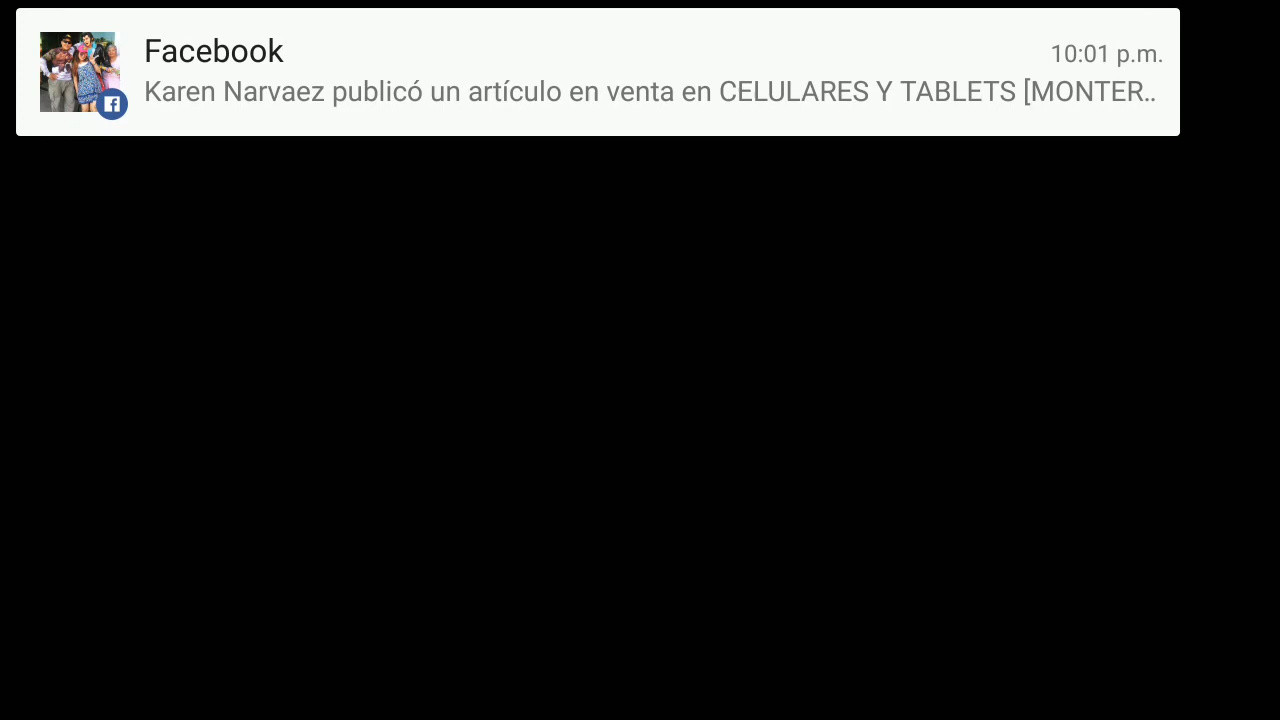 Facebook
10:01 p.m.
Karen Narvaez publicó un artículo en venta en CELULARES Y TABLETS [MONTER..